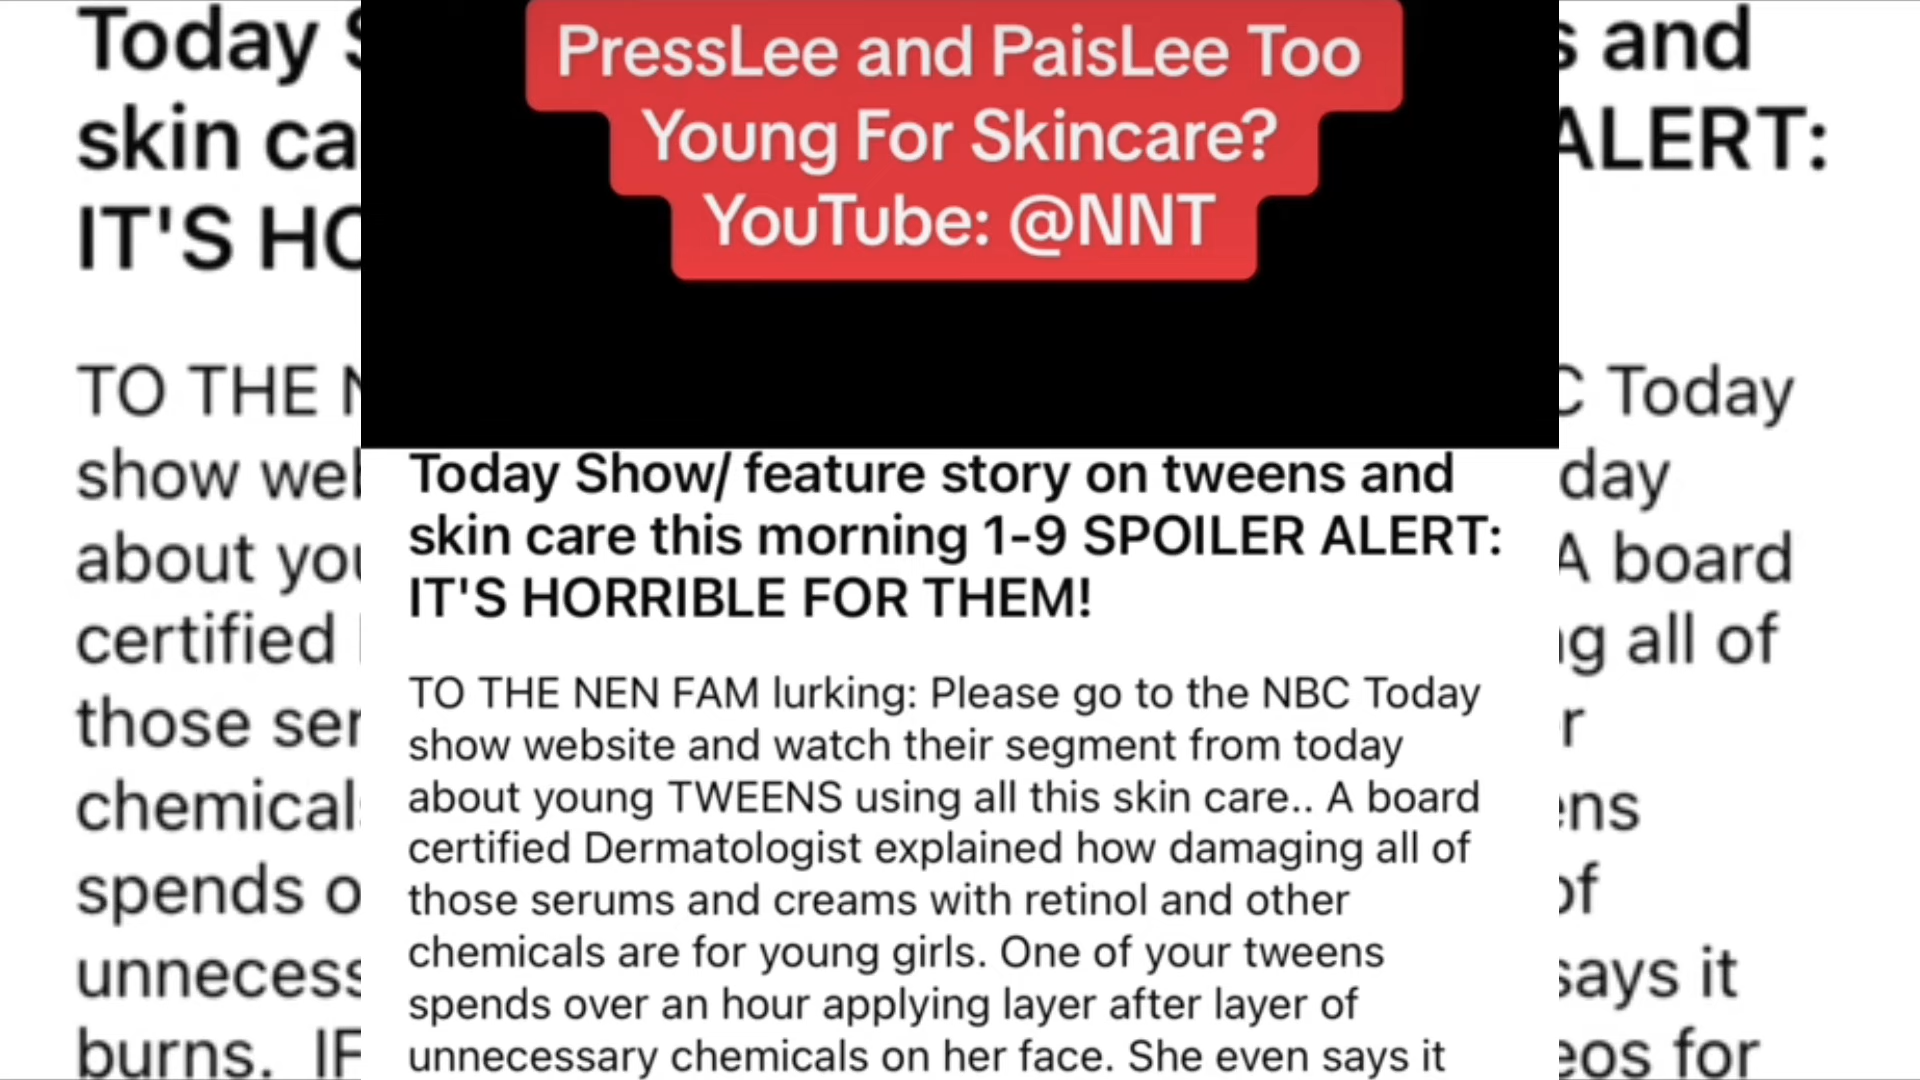 PressLee and PaisLee Too
Young For Skincare?
YouTube: @NNT
Today Show/ feature story on tweens and
skin care this morning 1-9 SPOILER ALERT:
IT'S HORRIBLE FOR THEM!
TO THE NEN FAM lurking: Please go to the NBC Today
show website and watch their segment from today
about young TWEENS using all this skin care.. A board
certified Dermatologist explained how damaging all of
those serums and creams with retinol and other
chemicals are for young girls. One of your tweens
spends over an hour applying layer after layer of
unnecessary chemicals on her face. She even says it